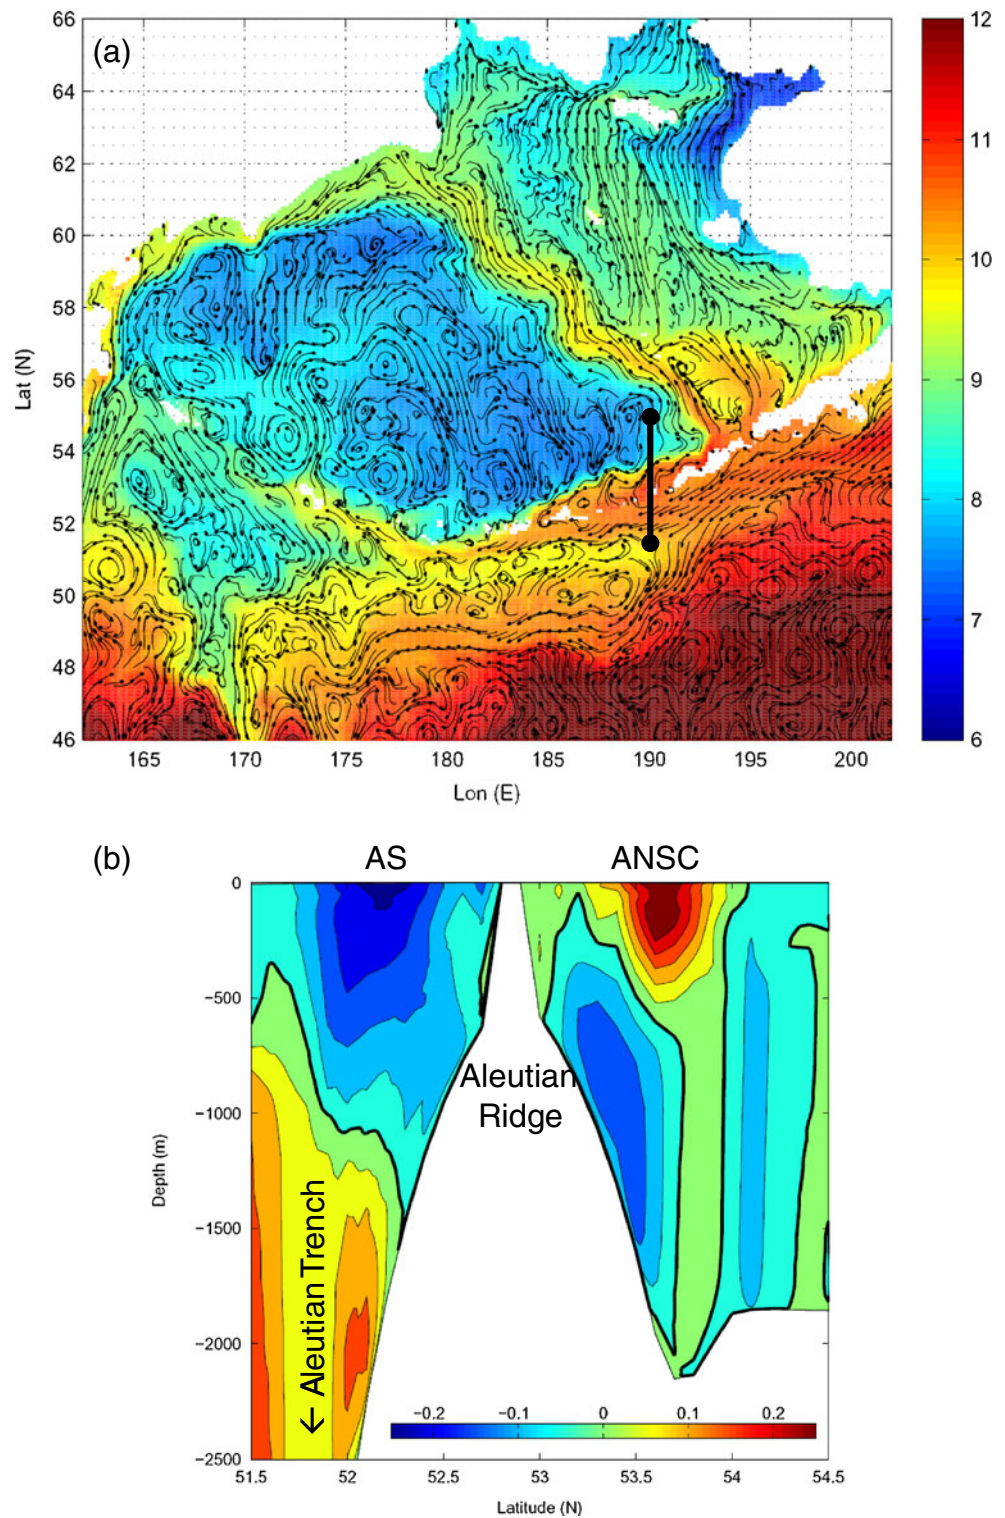 (a)
66
64
62
60
58
56
54
52
50
48
46
Lat (N)
165 170 175 180 185 190 195 200
Lon (E)
12
11
10
9
8
7
6
(b)
AS ANSC
0
−500
−1000
−1500
−2000
−2500
Depth (m)
Aleutian
Ridge
← Aleutian Trench
−0.2 −0.1 0 0.1 0.2
51.5 52 52.5 53 53.5 54 54.5
Latitude (N)